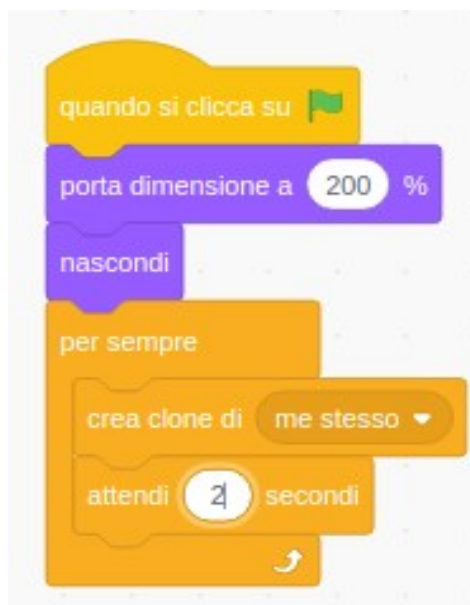 quando si clicca su
porta dimensione a 200 %
nascondi
per sempre
crea clone di me stesso
attendi 2 secondi